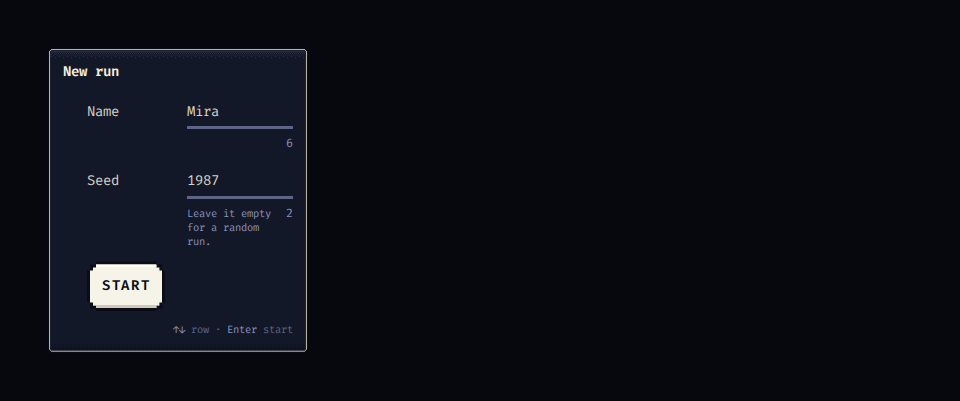 New run
Name Mira
6
Seed 1987
Leave it empty 2
for a random
run.
START
↑↓ row · Enter start